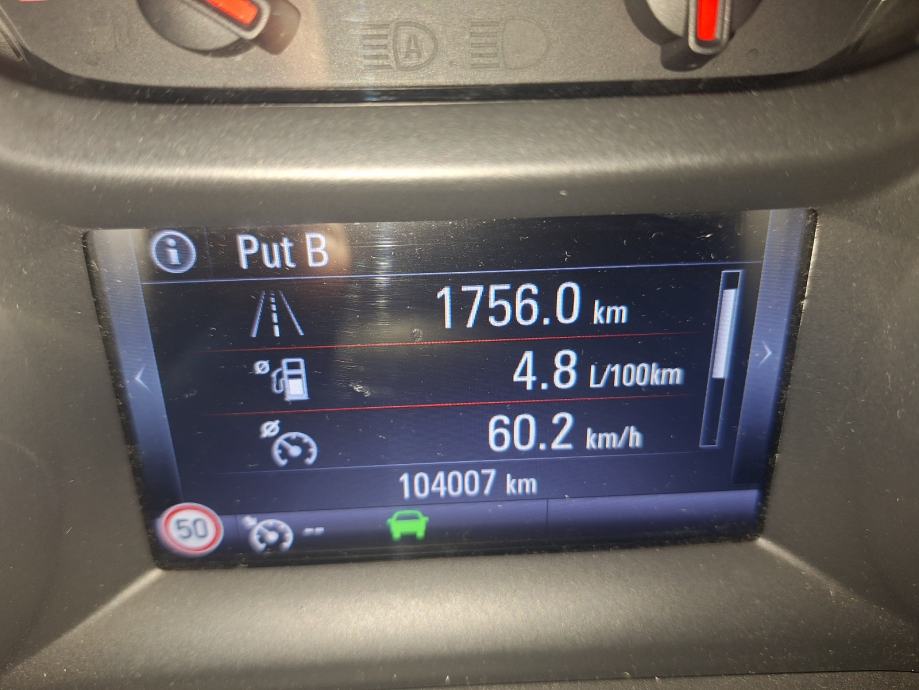 A
Put B
1756.0 km
4.8 L/100km
60.2 km/h
104007 km
50 --